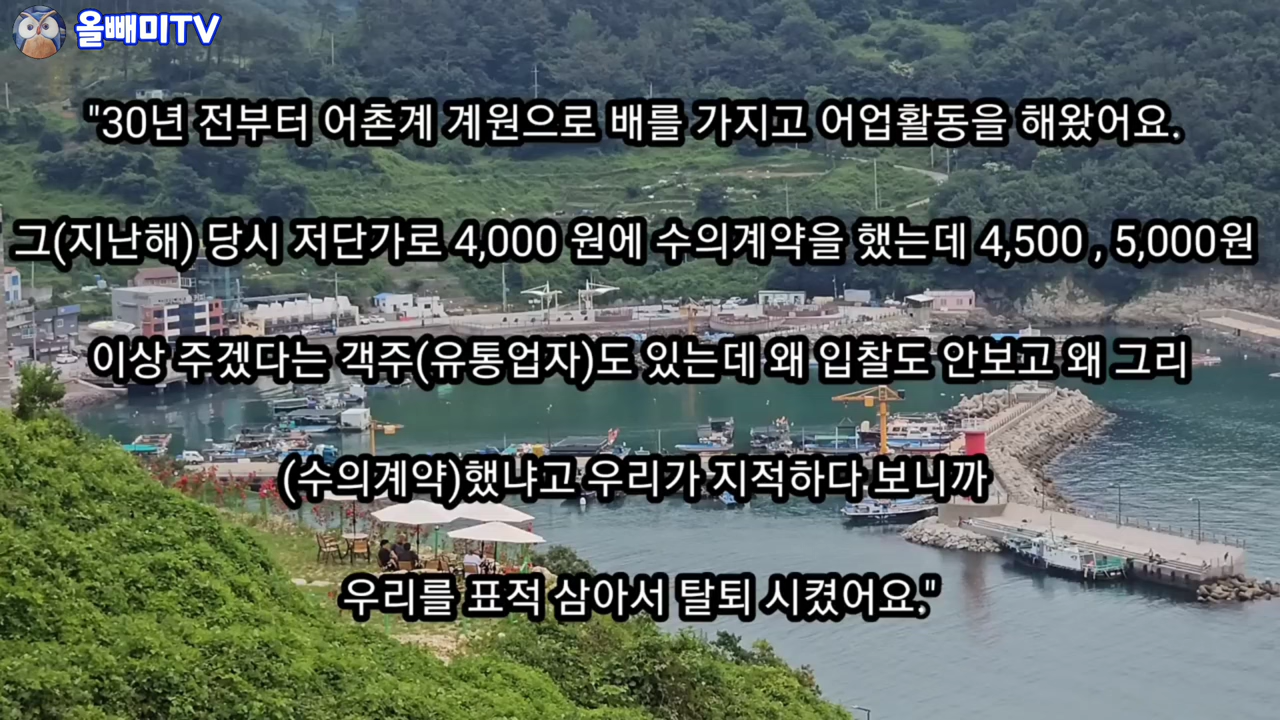 올빼미TV
"30년 전부터 어촌계 계원으로 배를 가지고 어업활동을 해왔어요.
그(지난해) 당시 저단가로 4,000 원에 수의계약을 했는데 4,500 , 5,000원
이상 주겠다는 객주(유통업자)도 있는데 왜 입찰도 안보고 왜 그리
(수의계약)했냐고 우리가 지적하다 보니까
우리를 표적 삼아서 탈퇴 시켰어요."